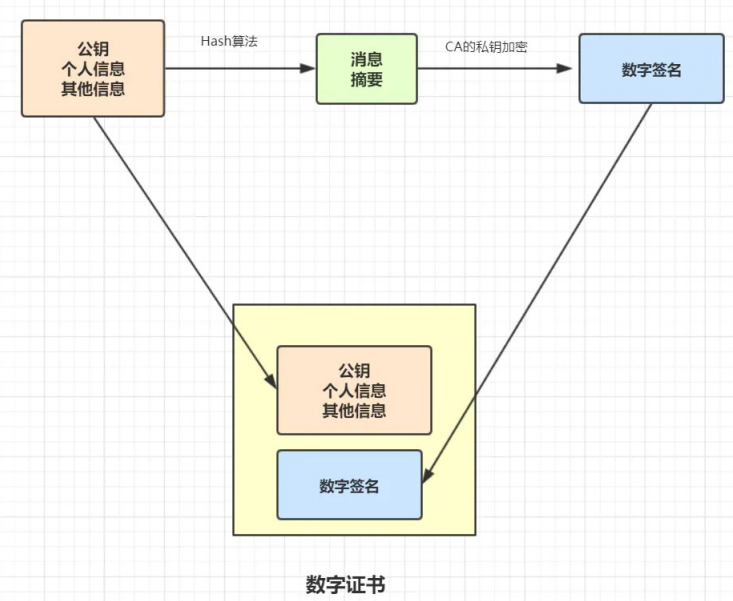 公钥
个人信息
其他信息
Hash算法
消息
摘要
CA的私钥加密
数字签名
公钥
个人信息
其他信息
数字签名
数字证书